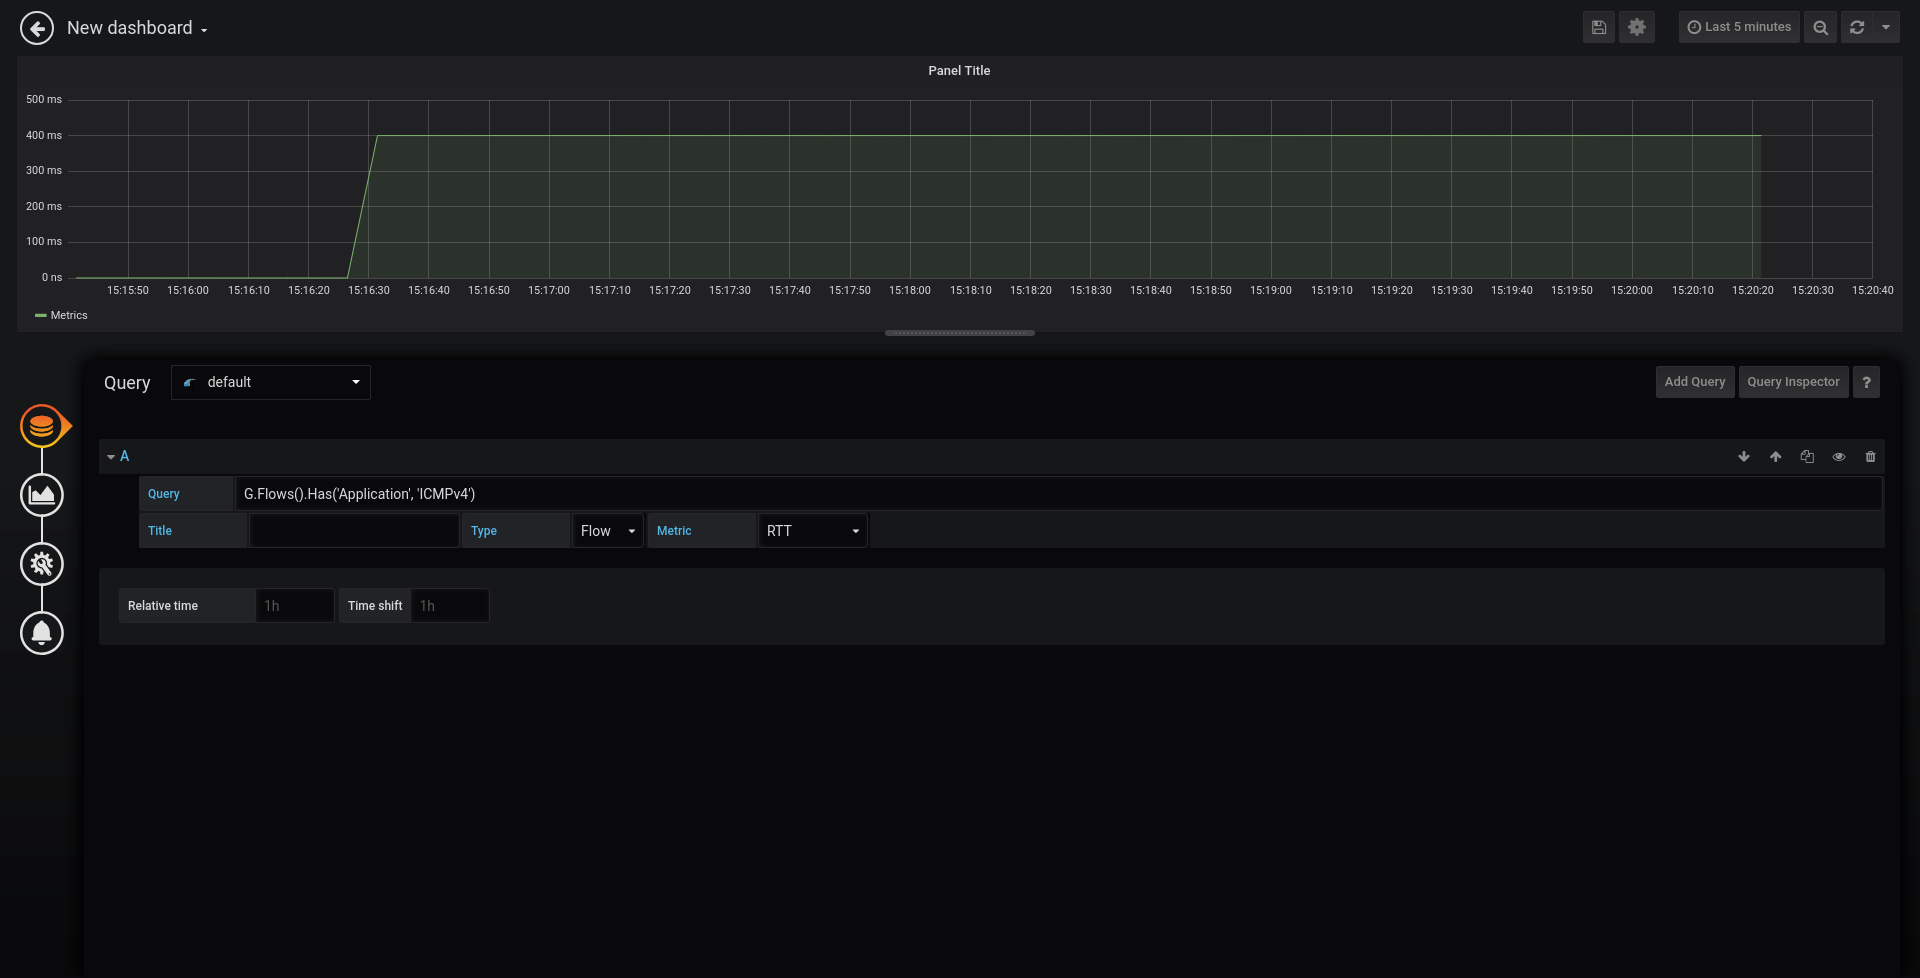 New dashboard
Last 5 minutes
Panel Title
500 ms
400 ms
300 ms
200 ms
100 ms
0 ns
15:15:50 15:16:00 15:16:10 15:16:20 15:16:30 15:16:40 15:16:50 15:17:00 15:17:10 15:17:20 15:17:30 15:17:40 15:17:50 15:18:00 15:18:10 15:18:20 15:18:30 15:18:40 15:18:50 15:19:00 15:19:10 15:19:20 15:19:30 15:19:40 15:19:50 15:20:00 15:20:10 15:20:20 15:20:30 15:20:40
Metrics
Query default Add Query Query Inspector ?
A
Query G.Flows().Has('Application', 'ICMPv4')
Title Type Flow Metric RTT
Relative time 1h Time shift 1h